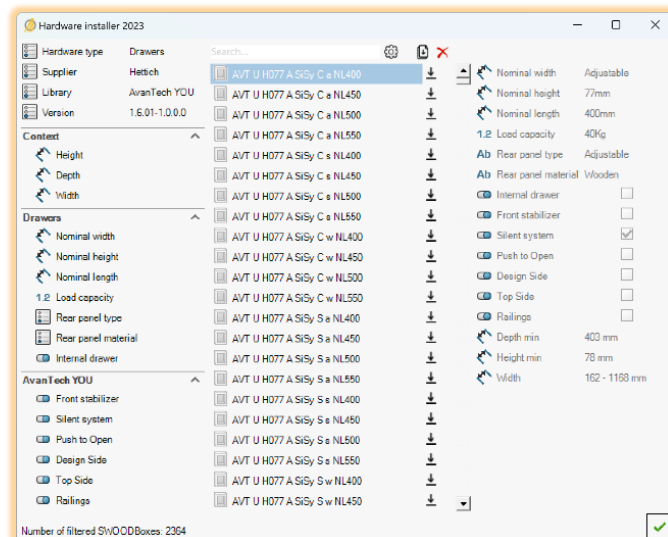 Hardware installer 2023
Hardware type Drawers
Supplier Hettich
Library AvanTech YOU
Version 1.6.01-1.0.0.0
Context
Height
Depth
Width
Drawers
Nominal width
Nominal height
Nominal length
1.2 Load capacity
Rear panel type
Rear panel material
Internal drawer
AvanTech YOU
Front stabilizer
Silent system
Push to Open
Design Side
Top Side
Railings
Number of filtered SWOODBoxes: 2364
Search...
AVT U H077 A SiSy C a NL400
AVT U H077 A SiSy C a NL450
AVT U H077 A SiSy C a NL500
AVT U H077 A SiSy C a NL550
AVT U H077 A SiSy C s NL400
AVT U H077 A SiSy C s NL450
AVT U H077 A SiSy C s NL500
AVT U H077 A SiSy C s NL550
AVT U H077 A SiSy C w NL400
AVT U H077 A SiSy C w NL450
AVT U H077 A SiSy C w NL500
AVT U H077 A SiSy C w NL550
AVT U H077 A SiSy S a NL400
AVT U H077 A SiSy S a NL450
AVT U H077 A SiSy S a NL500
AVT U H077 A SiSy S a NL550
AVT U H077 A SiSy S s NL400
AVT U H077 A SiSy S s NL450
AVT U H077 A SiSy S s NL500
AVT U H077 A SiSy S s NL550
AVT U H077 A SiSy S w NL400
AVT U H077 A SiSy S w NL450
Nominal width Adjustable
Nominal height 77mm
Nominal length 400mm
1.2 Load capacity 40Kg
Ab Rear panel type Adjustable
Ab Rear panel material Wooden
Internal drawer
Front stabilizer
Silent system
Push to Open
Design Side
Top Side
Railings
Depth min 403 mm
Height min 78 mm
Width 162 - 1168 mm